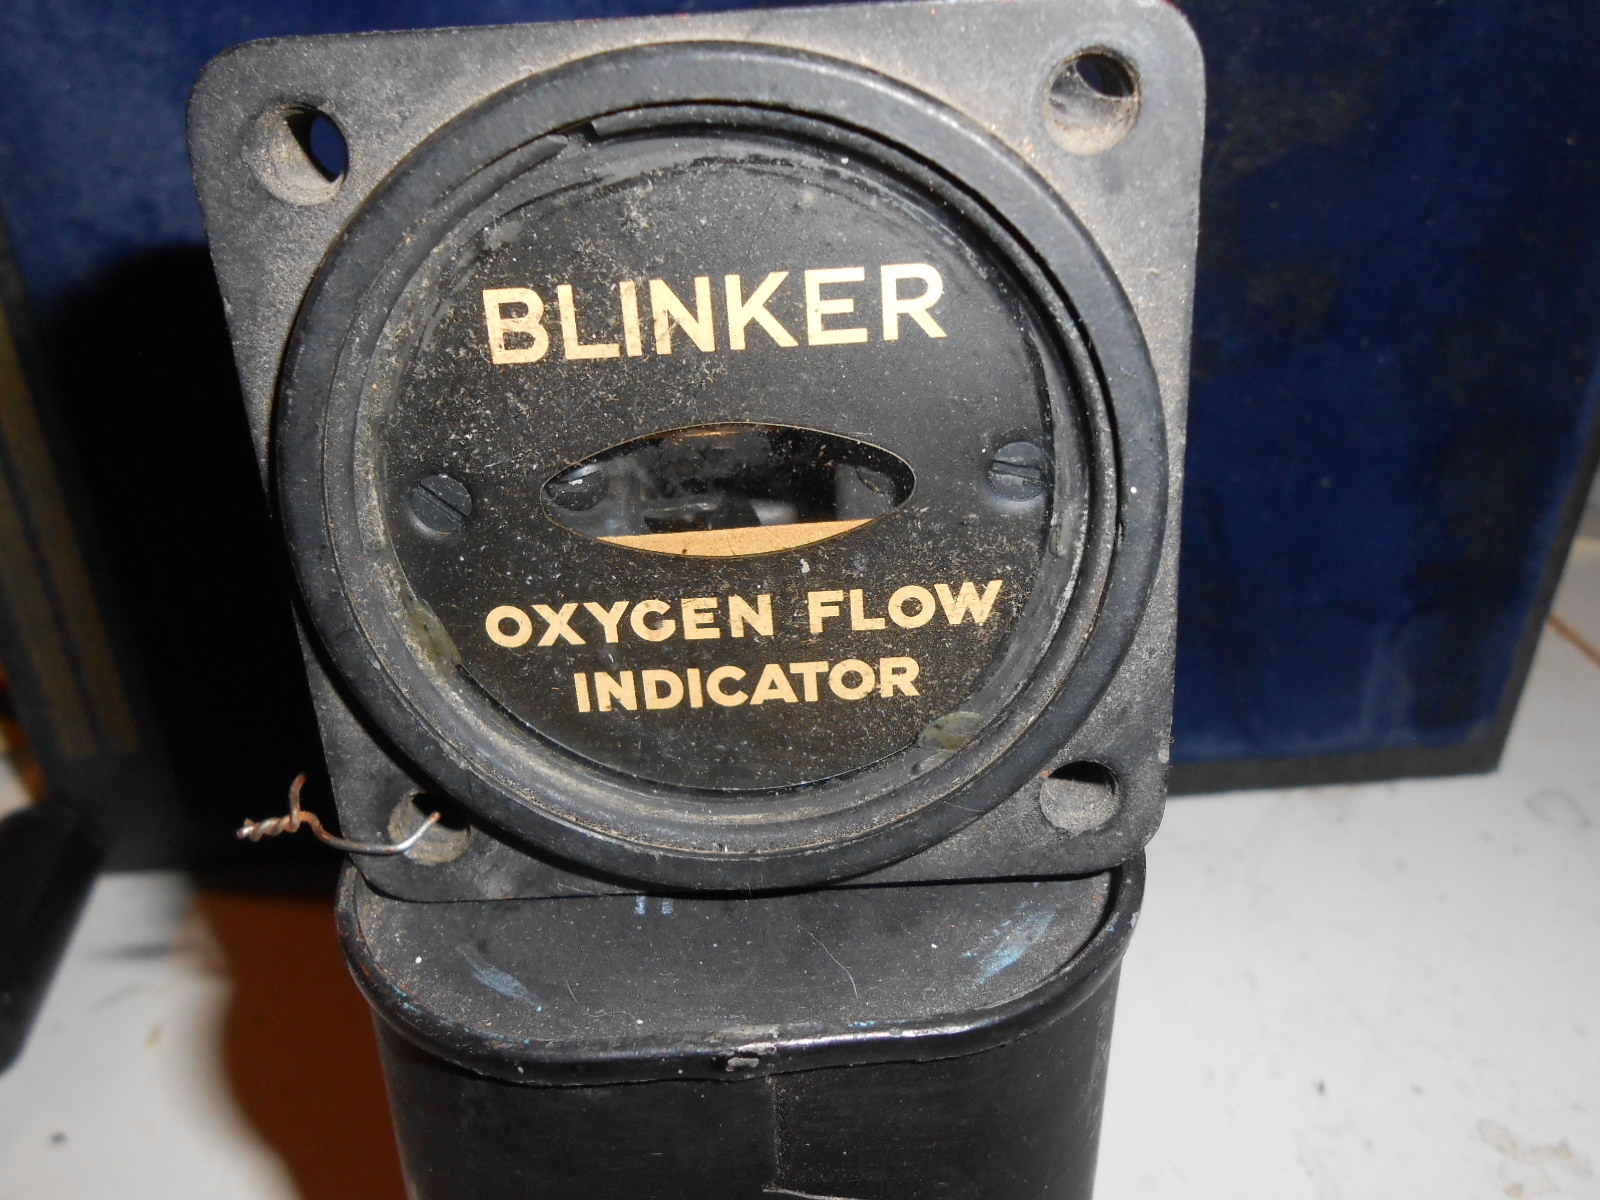 BLINKER
OXYGEN FLOW
INDICATOR